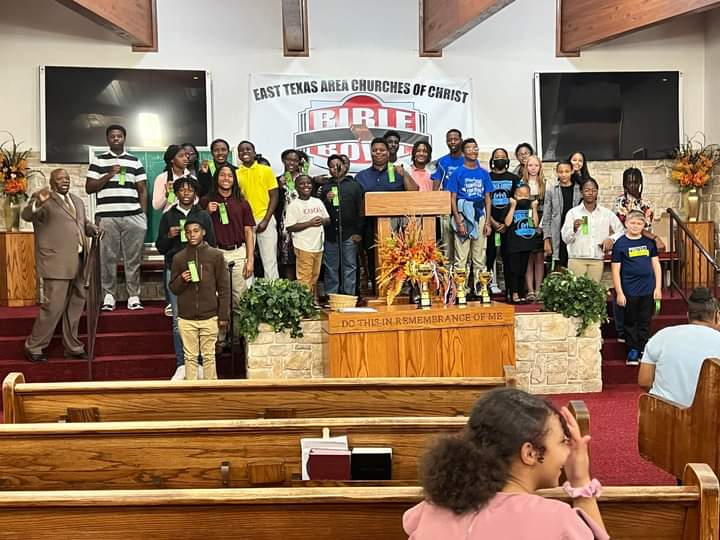 EAST TEXAS AREA CHURCHES OF CHRIST
BIBLE
BOWL
DO THIS IN REMEMBRANCE OF ME